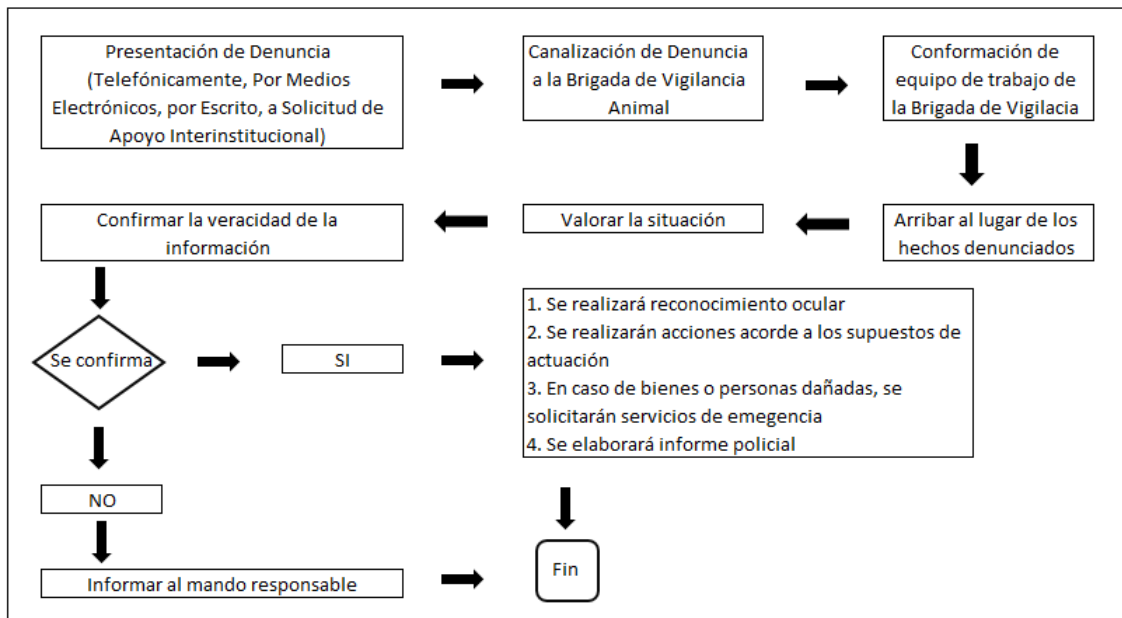 Presentación de Denuncia
(Telefónicamente, Por Medios
Electrónicos, por Escrito, a Solicitud de
Apoyo Interinstitucional)
Canalización de Denuncia
a la Brigada de Vigilancia
Animal
Conformación de
equipo de trabajo de
la Brigada de Vigilacia
Arribar al lugar de los
hechos denunciados
Valorar la situación
Confirmar la veracidad de la
información
Se confirma
SI
1. Se realizará reconocimiento ocular
2. Se realizarán acciones acorde a los supuestos de
actuación
3. En caso de bienes o personas dañadas, se
solicitarán servicios de emegencia
4. Se elaborará informe policial
NO
Informar al mando responsable
Fin